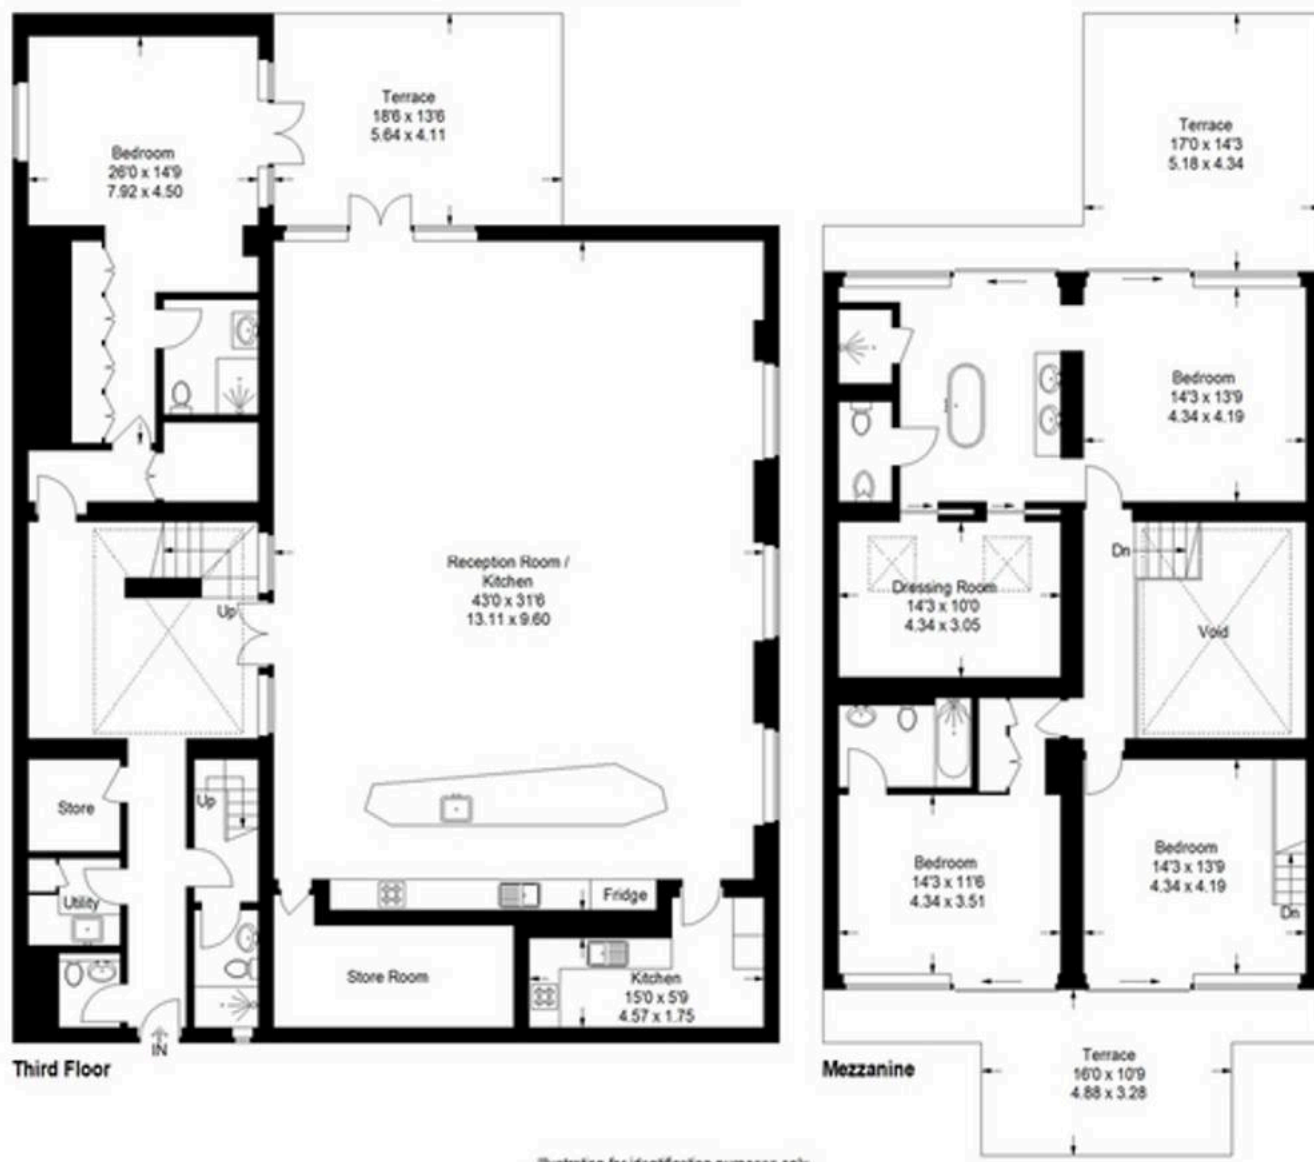 Terrace
18'6 x 13'6
5.64 x 4.11
Bedroom
26'0 x 14'9
7.92 x 4.50
Reception Room /
Kitchen
43'0 x 31'6
13.11 x 9.60
Up
Store
Up
Utility
Fridge
Store Room
Kitchen
15'0 x 5'9
4.57 x 1.75
IN
Third Floor
Terrace
17'0 x 14'3
5.18 x 4.34
Bedroom
14'3 x 13'9
4.34 x 4.19
Dn
Dressing Room
14'3 x 10'0
4.34 x 3.05
Void
Bedroom
14'3 x 11'6
4.34 x 3.51
Bedroom
14'3 x 13'9
4.34 x 4.19
Dn
Mezzanine
Terrace
16'0 x 10'9
4.88 x 3.28
Illustration for identification purposes only